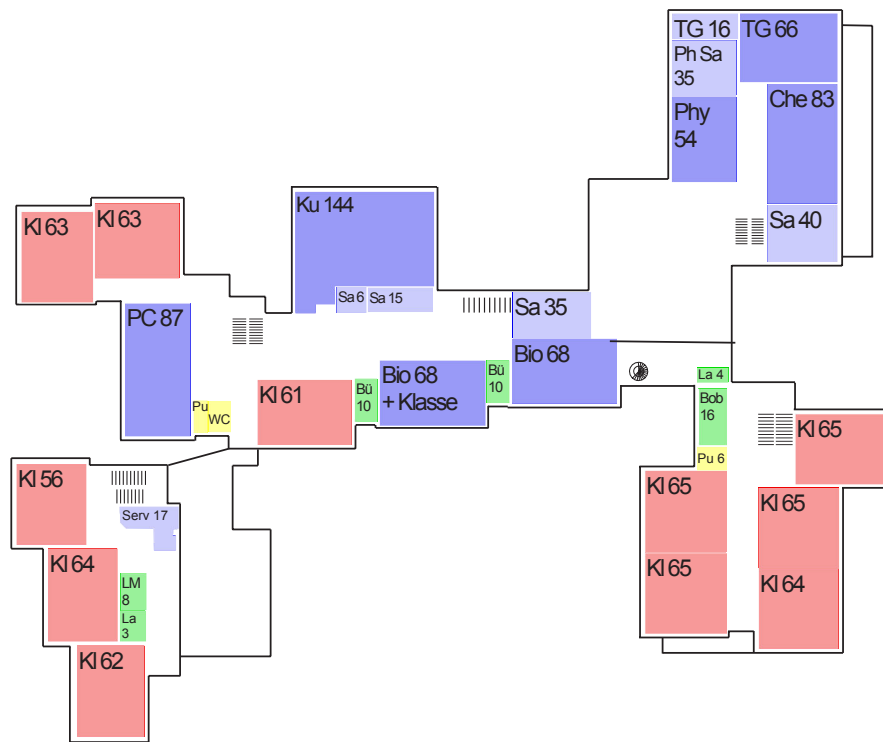 TG 16
TG 66
Ph Sa
35
Phy
54
Che 83
Sa 40
Kl 63
Kl 63
Ku 144
Sa 6
Sa 15
Sa 35
PC 87
Bio 68
Bio 68
+ Klasse
Bü
10
Bü
10
Kl 61
Pu
WC
La 4
Bob
16
Pu 6
Kl 65
Kl 65
Kl 65
Kl 65
Kl 64
Kl 56
Serv 17
Kl 64
LM
8
La
3
Kl 62